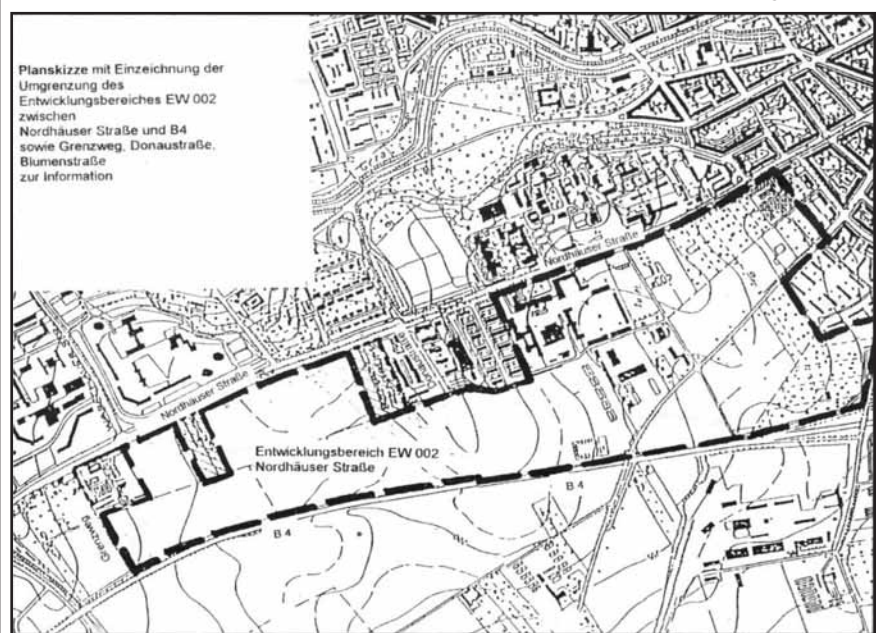 Planskizze mit Einzeichnung der
Umgrenzung des
Entwicklungsbereiches EW 002
zwischen
Nordhäuser Straße und B4
sowie Grenzweg, Donaustraße,
Blumenstraße
zur Information
Gera
Nordhäuser Straße
Nordhäuser Straße
Entwicklungsbereich EW 002
Nordhäuser Straße
B 4
B 4
Grenzweg